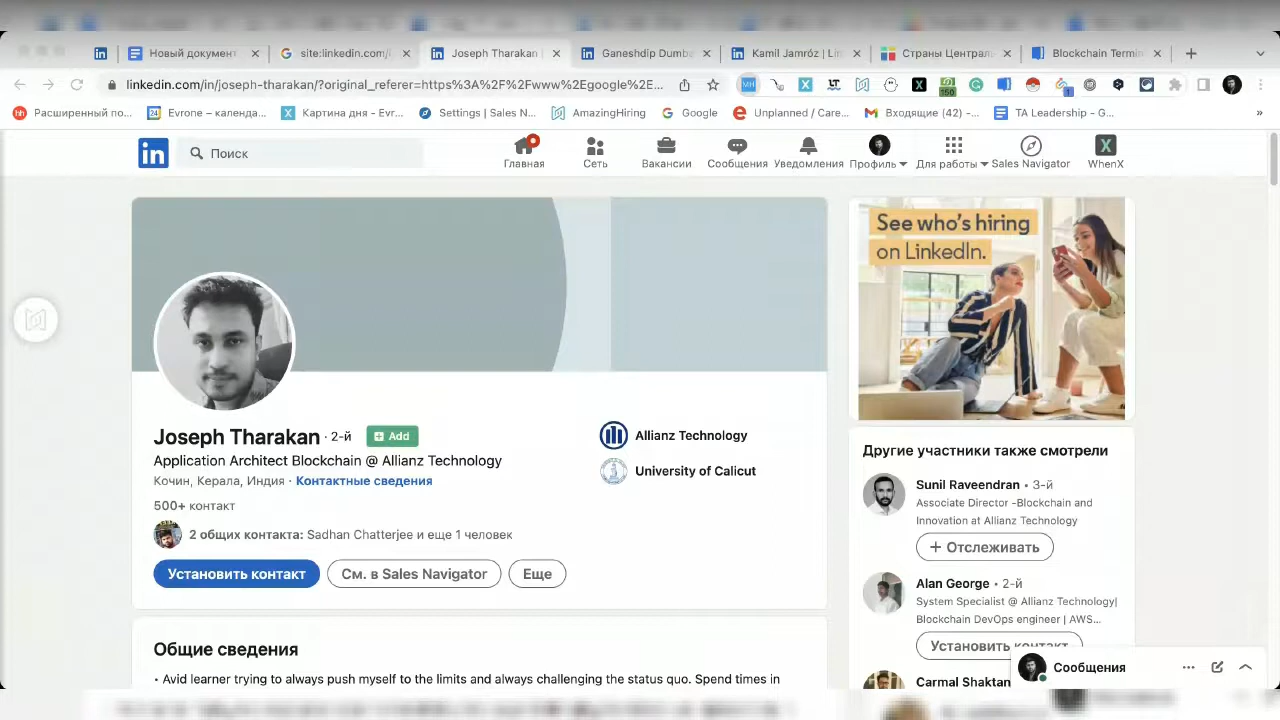 Новый документ
site:linkedin.com/
Joseph Tharakan
Ganeshdip Dumb
Kamil Jamróz | Lin
Страны Централь
Blockchain Termin
linkedin.com/in/joseph-tharakan/?original_referer=https%3A%2F%2Fwww%2Egoogle%2E...
Расширенный по...
Evrone – календа...
Картина дня - Evr...
Settings | Sales N...
AmazingHiring
Google
Unplanned / Care...
Входящие (42) -...
TA Leadership - G...
Поиск
Главная
Сеть
Вакансии
Сообщения
Уведомления
Профиль
Для работы
Sales Navigator
WhenX
See who's hiring
on LinkedIn.
Joseph Tharakan · 2-й
Add
Application Architect Blockchain @ Allianz Technology
Кочин, Керала, Индия · Контактные сведения
500+ контакт
2 общих контакта: Sadhan Chatterjee и еще 1 человек
Установить контакт
См. в Sales Navigator
Еще
Allianz Technology
University of Calicut
Общие сведения
• Avid learner trying to always push myself to the limits and always challenging the status quo. Spend times in
Другие участники также смотрели
Sunil Raveendran • 3-й
Associate Director -Blockchain and
Innovation at Allianz Technology
+ Отслеживать
Alan George • 2-й
System Specialist @ Allianz Technology|
Blockchain DevOps engineer | AWS...
Установить контакт
Carmal Shaktan
Сообщения